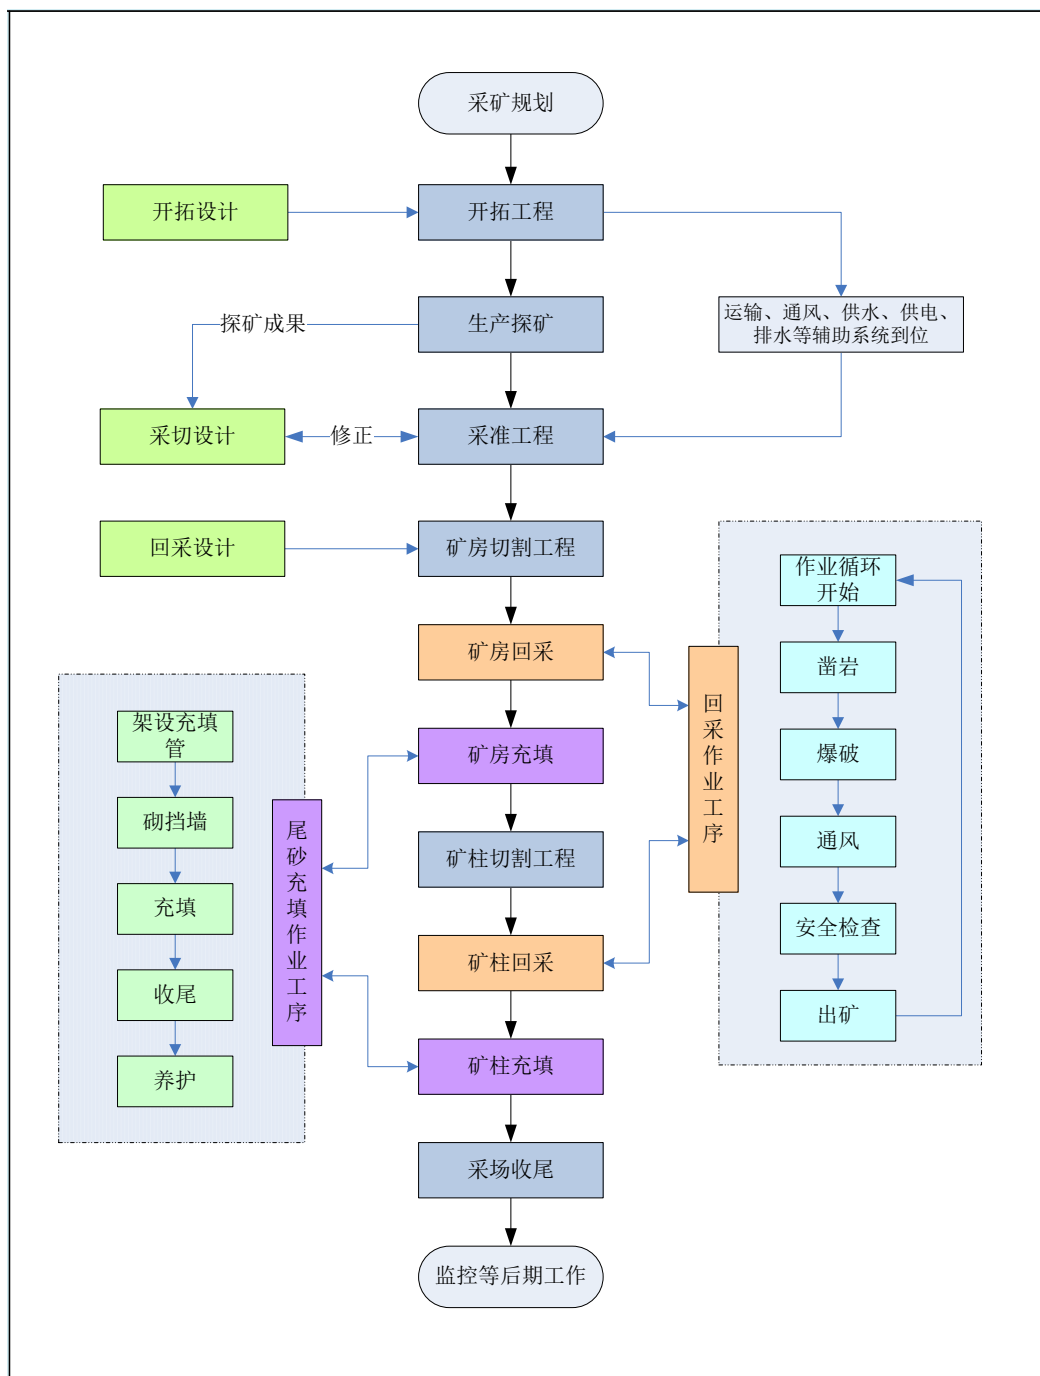 采矿规划
开拓设计
开拓工程
探矿成果
生产探矿
运输、通风、供水、供电、
排水等辅助系统到位
采切设计
修正
采准工程
回采设计
矿房切割工程
矿房回采
矿房充填
矿柱切割工程
矿柱回采
矿柱充填
采场收尾
监控等后期工作
架设充填
管
砌挡墙
充填
收尾
养护
尾
砂
充
填
作
业
工
序
回
采
作
业
工
序
作业循环
开始
凿岩
爆破
通风
安全检查
出矿